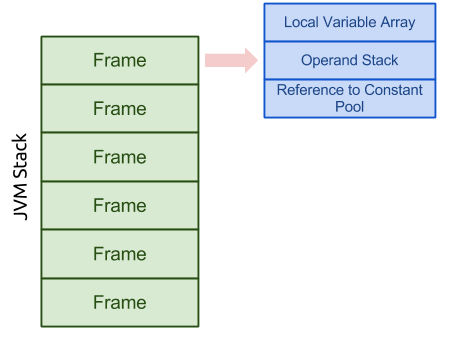 Local Variable Array
Frame
Operand Stack
Reference to Constant
Pool
Frame
JVM Stack
Frame
Frame
Frame
Frame